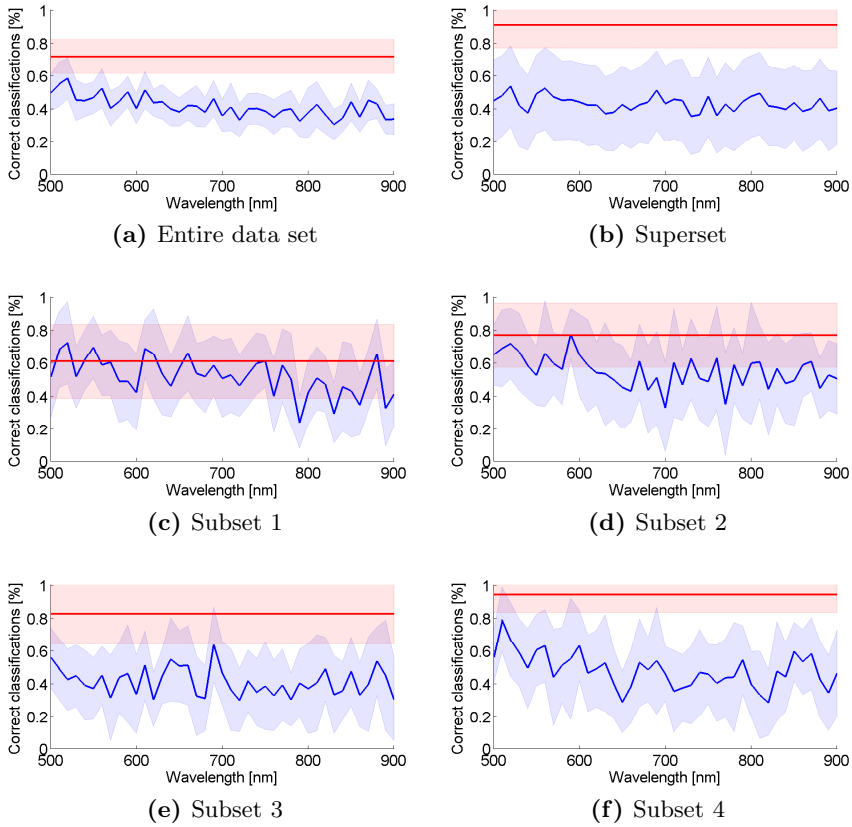 Correct classifications [%]
1
0.8
0.6
0.4
0.2
0
500 600 700 800 900
Wavelength [nm]
(a) Entire data set
Correct classifications [%]
1
0.8
0.6
0.4
0.2
0
500 600 700 800 900
Wavelength [nm]
(b) Superset
Correct classifications [%]
1
0.8
0.6
0.4
0.2
0
500 600 700 800 900
Wavelength [nm]
(c) Subset 1
Correct classifications [%]
1
0.8
0.6
0.4
0.2
0
500 600 700 800 900
Wavelength [nm]
(d) Subset 2
Correct classifications [%]
1
0.8
0.6
0.4
0.2
0
500 600 700 800 900
Wavelength [nm]
(e) Subset 3
Correct classifications [%]
1
0.8
0.6
0.4
0.2
0
500 600 700 800 900
Wavelength [nm]
(f) Subset 4